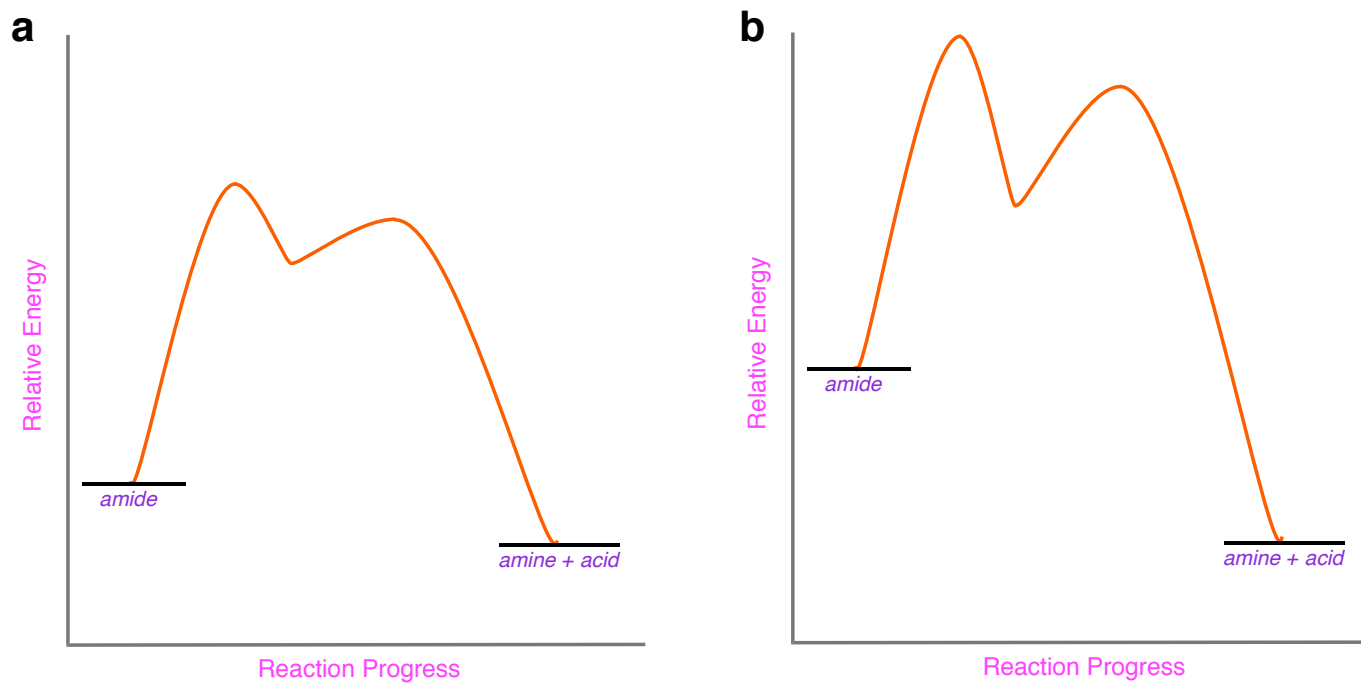 a
Relative Energy
amide
amine + acid
Reaction Progress
b
Relative Energy
amide
amine + acid
Reaction Progress